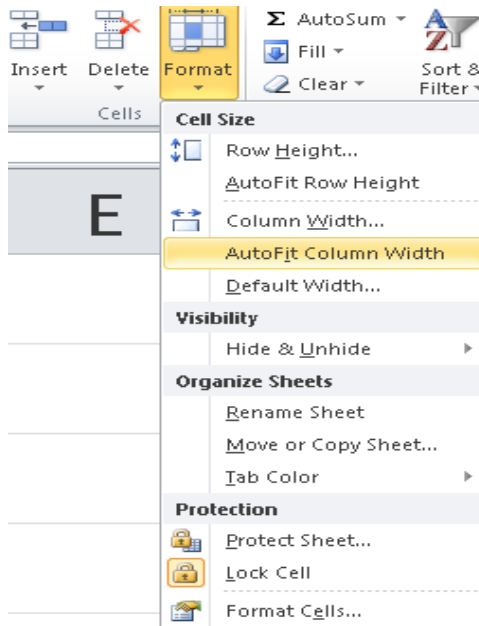 Insert Delete Format
Σ AutoSum
Fill
Clear
Sort &
Filter
Cells
E
Cell Size
Row Height...
AutoFit Row Height
Column Width...
AutoFit Column Width
Default Width...
Visibility
Hide & Unhide
Organize Sheets
Rename Sheet
Move or Copy Sheet...
Tab Color
Protection
Protect Sheet...
Lock Cell
Format Cells...